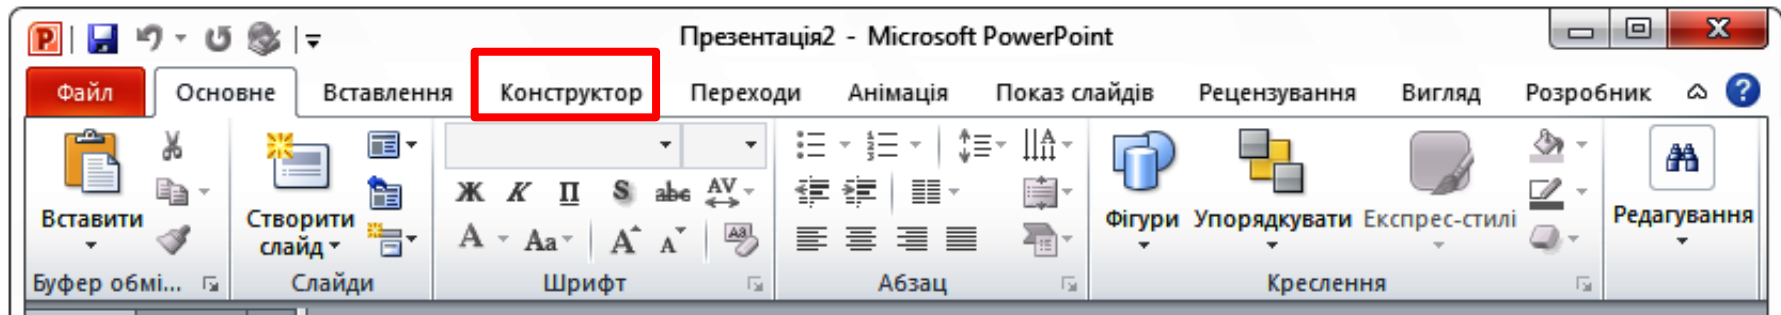 Презентація2 - Microsoft PowerPoint
Файл Основне Вставлення Конструктор Переходи Анімація Показ слайдів Рецензування Вигляд Розробник
Вставити
Створити слайд
Ж К П S abc AV
A Aa A A
Фігури Упорядкувати Експрес-стилі
Редагування
Буфер обмі... Слайди Шрифт Абзац Креслення